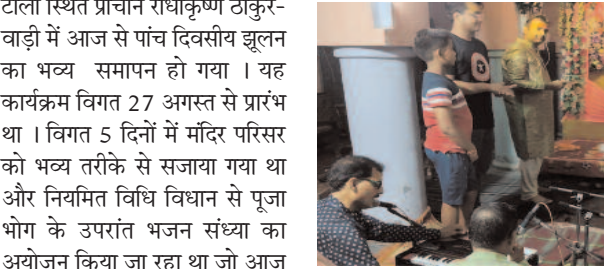 टोला स्थित प्राचीन राधाकृष्ण ठाकुर-
वाड़ी में आज से पांच दिवसीय झूलन
का भव्य समापन हो गया । यह
कार्यक्रम विगत 27 अगस्त से प्रारंभ
था । विगत 5 दिनों में मंदिर परिसर
को भव्य तरीके से सजाया गया था
और नियमित विधि विधान से पूजा
भोग के उपरांत भजन संध्या का
अयोजन किया जा रहा था जो आज